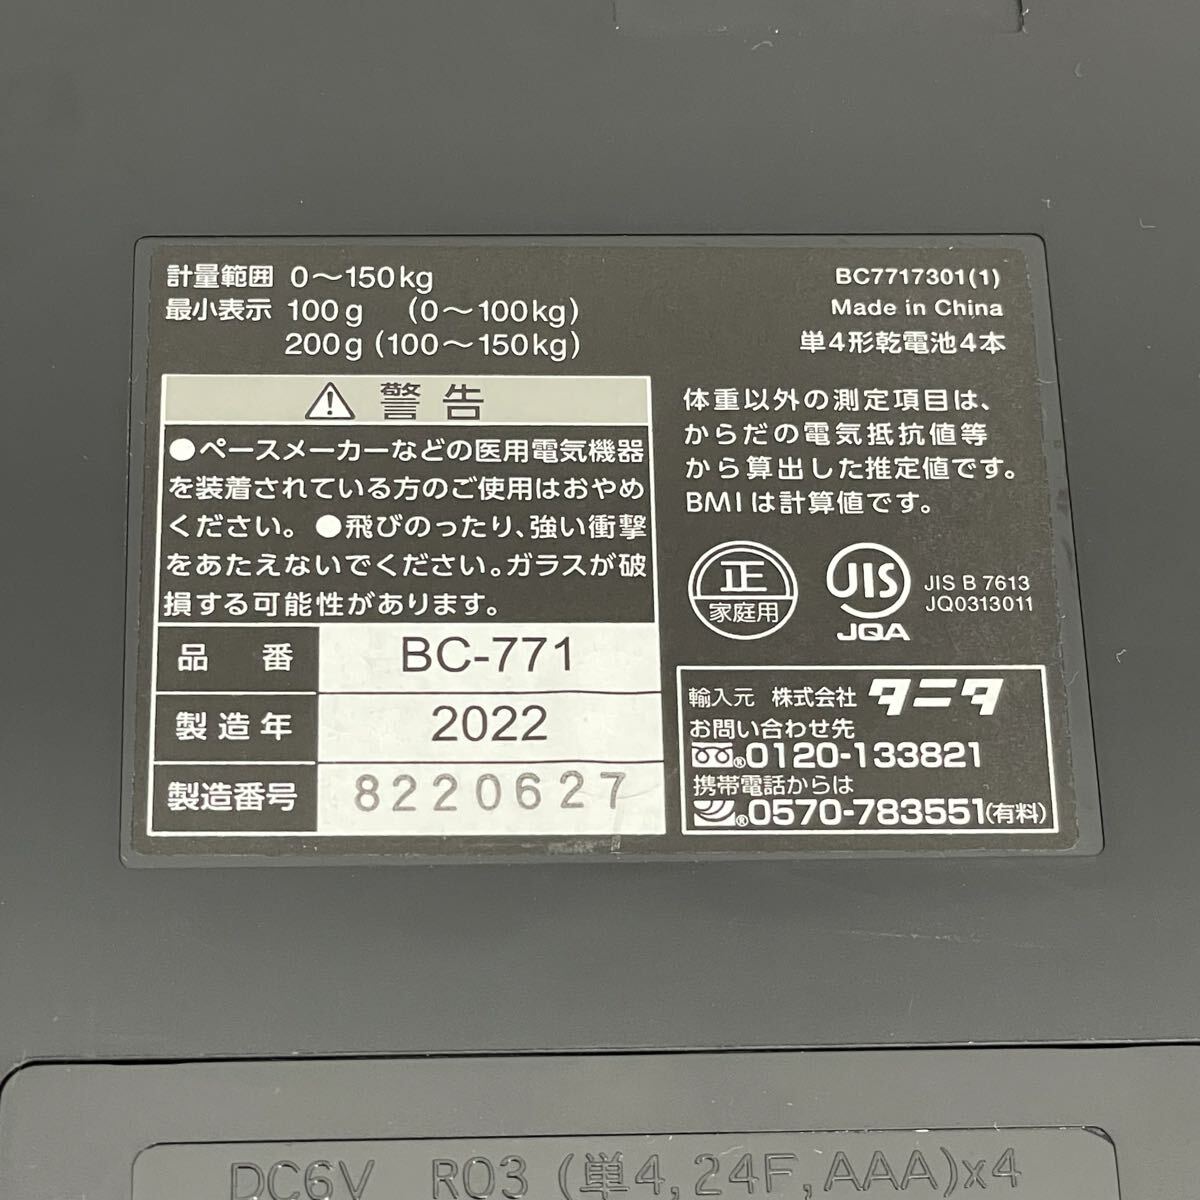 計量範囲 0～150kg
最小表示 100g （0～100kg）
200g（100～150kg）
BC7717301(1)
Made in China
単4形乾電池4本
警告
●ペースメーカーなどの医用電気機器
を装着されている方のご使用はおやめ
ください。●飛びのったり、強い衝撃
をあたえないでください。ガラスが破
損する可能性があります。
品番 BC-771
製造年 2022
製造番号 8220627
体重以外の測定項目は、
からだの電気抵抗値等
から算出した推定値です。
BMIは計算値です。
正
家庭用
JIS
JQA
JIS B 7613
JQ0313011
輸入元 株式会社 タニタ
お問い合わせ先
®0120-133821
携帯電話からは
®0570-783551(有料)
DC6V R03 (単4,24F,AAA)x4